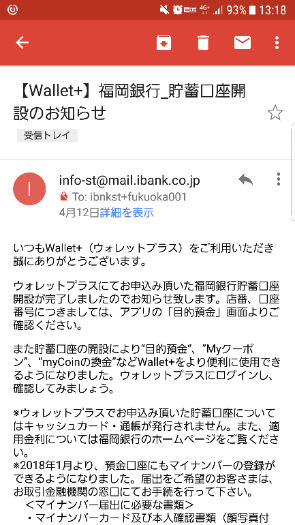 93% 13:18
【Wallet+】福岡銀行_貯蓄口座開
設のお知らせ
受信トレイ
I
info-st@mail.ibank.co.jp
To: ibnkst+fukuoka001
4月12日詳細を表示
いつもWallet+（ウォレットプラス）をご利用いただき
誠にありがとうございます。
ウォレットプラスにてお申込み頂いた福岡銀行貯蓄口座
開設が完了しましたのでお知らせ致します。店番、口座
番号につきましては、アプリの「目的預金」画面よりご
確認ください。
また貯蓄口座の開設により“目的預金“、”Myクーポ
ン”、“myCoinの換金”などWallet+をより便利に使用でき
るようになりました。ウォレットプラスにログインし、
確認してみましょう。
※ウォレットプラスでお申込み頂いた貯蓄口座について
はキャッシュカード・通帳が発行されません。また、適
用金利については福岡銀行のホームページをご覧くださ
い。
※2018年1月より、預金口座にもマイナンバーの登録が
できるようになりました。届出をご希望のお客さまは、
お取引金融機関の窓口にてお手続を行って下さい。
＜マイナンバー届出に必要な書類＞
・マイナンバーカード及び本人確認書類（顔写真付